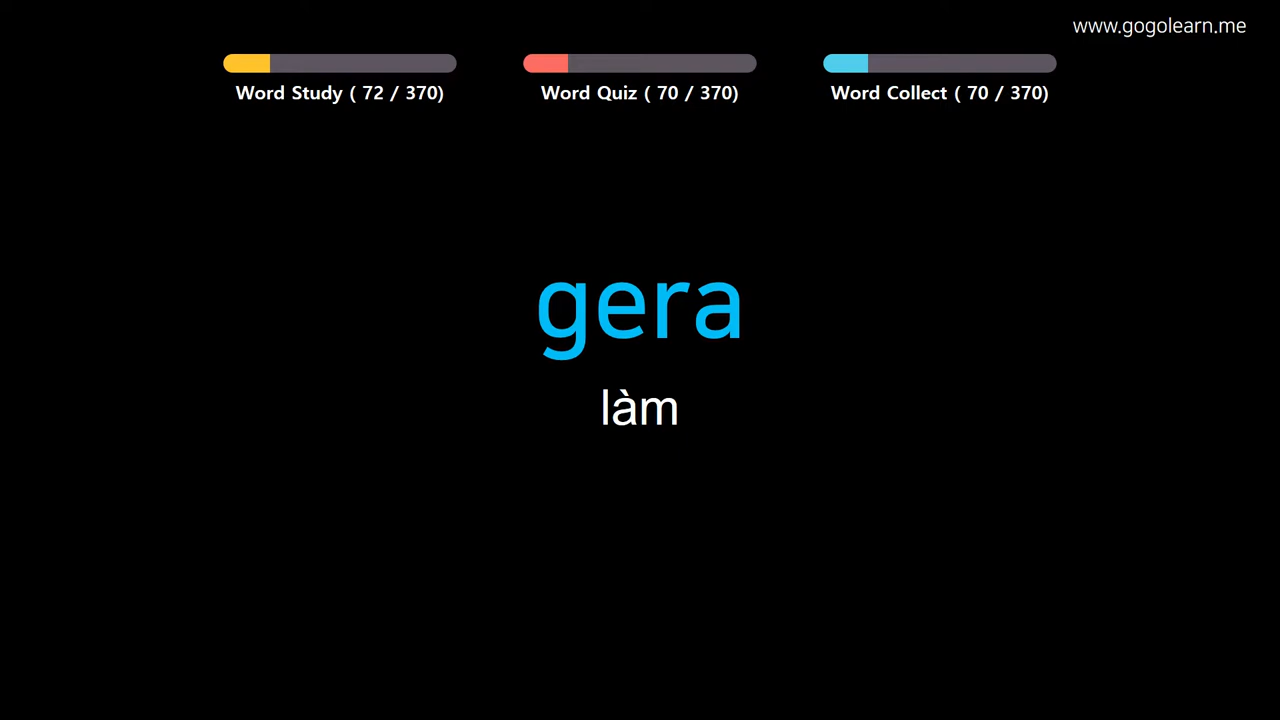 www.gogolearn.me
Word Study ( 72 / 370)
Word Quiz ( 70 / 370)
Word Collect ( 70 / 370)
gera
làm